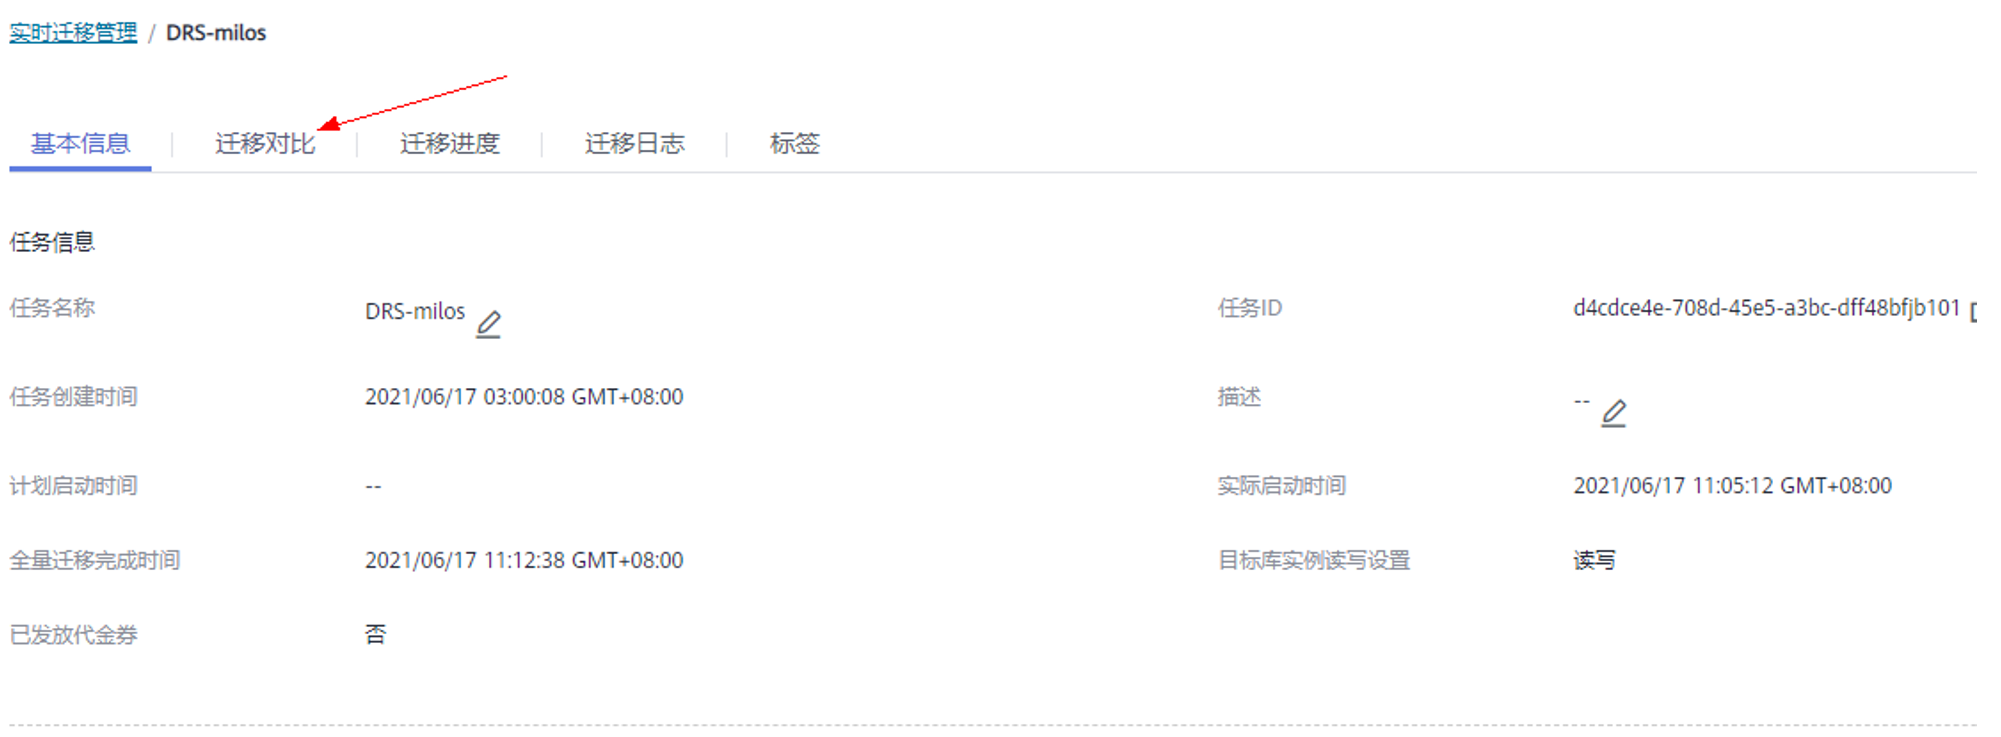 实时迁移管理 / DRS-milos
基本信息 迁移对比 迁移进度 迁移日志 标签
任务信息
任务名称 DRS-milos 任务ID d4cdce4e-708d-45e5-a3bc-dff48bfjb101
任务创建时间 2021/06/17 03:00:08 GMT+08:00 描述 --
计划启动时间 -- 实际启动时间 2021/06/17 11:05:12 GMT+08:00
全量迁移完成时间 2021/06/17 11:12:38 GMT+08:00 目标库实例读写设置 读写
已发放代金券 否